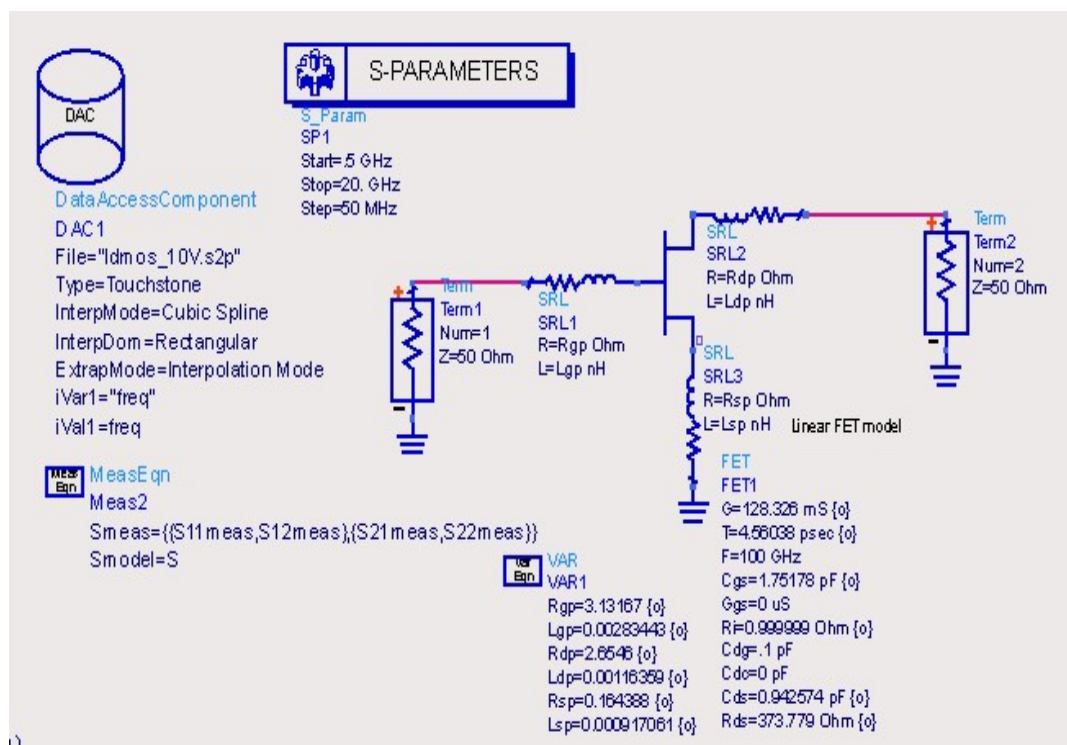 DAC
S-PARAMETERS
S_Param
SP1
Start=.5 GHz
Stop=20. GHz
Step=50 MHz
DataAccessComponent
DAC1
File="ldmos_10V.s2p"
Type=Touchstone
InterpMode=Cubic Spline
InterpDom=Rectangular
ExtrapMode=Interpolation Mode
iVar1="freq"
iVal1=freq
Term
Term1
Num=1
Z=50 Ohm
SRL
SRL1
R=Rgp Ohm
L=Lgp nH
SRL
SRL2
R=Rdp Ohm
L=Ldp nH
Term
Term2
Num=2
Z=50 Ohm
SRL
SRL3
R=Rsp Ohm
L=Lsp nH
Linear FET model
Meas
Eqn
MeasEqn
Meas2
Smeas={{S11meas,S12meas},{S21meas,S22meas}}
Smodel=S
Var
Eqn
VAR
VAR1
Rgp=3.13167 {o}
Lgp=0.00283443 {o}
Rdp=2.6546 {o}
Ldp=0.00116359 {o}
Rsp=0.164388 {o}
Lsp=0.000917061 {o}
FET
FET1
G=128.326 mS {o}
T=4.56038 psec {o}
F=100 GHz
Cgs=1.75178 pF {o}
Ggs=0 uS
Ri=0.999999 Ohm {o}
Cdg=.1 pF
Cdc=0 pF
Cds=0.942574 pF {o}
Rds=373.779 Ohm {o}